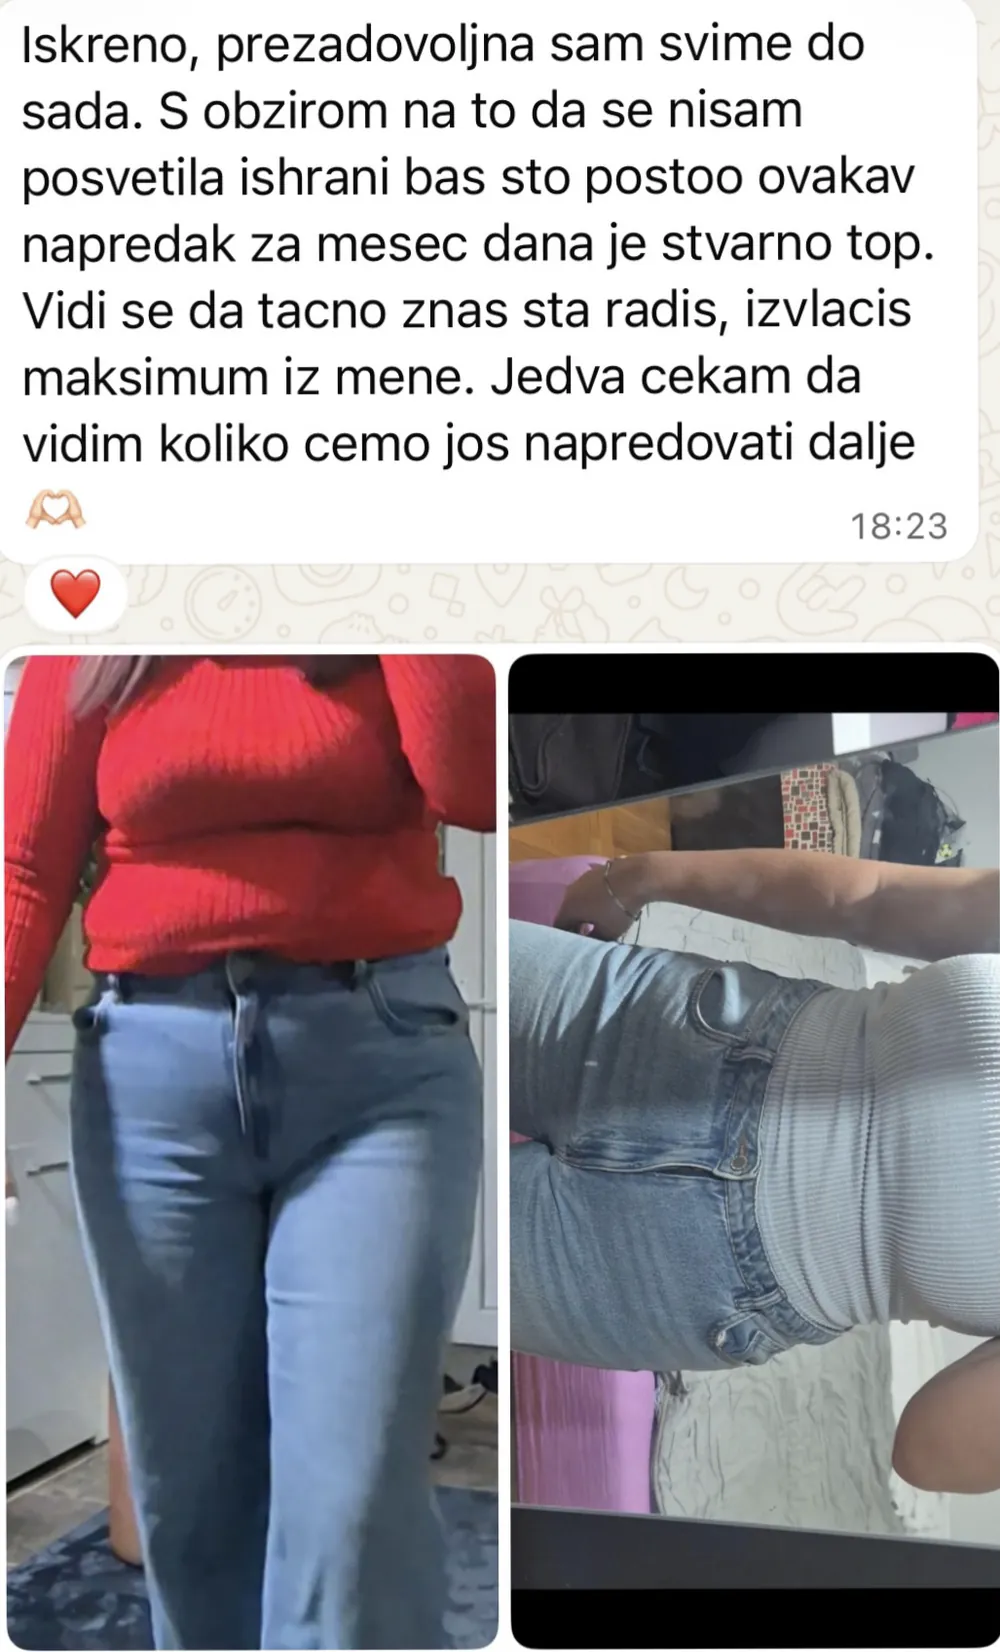 Iskreno, prezadovoljna sam svime do
sada. S obzirom na to da se nisam
posvetila ishrani bas sto postoo ovakav
napredak za mesec dana je stvarno top.
Vidi se da tacno znas sta radis, izvlacis
maksimum iz mene. Jedva cekam da
vidim koliko cemo jos napredovati dalje
🫶🏻
18:23
❤️